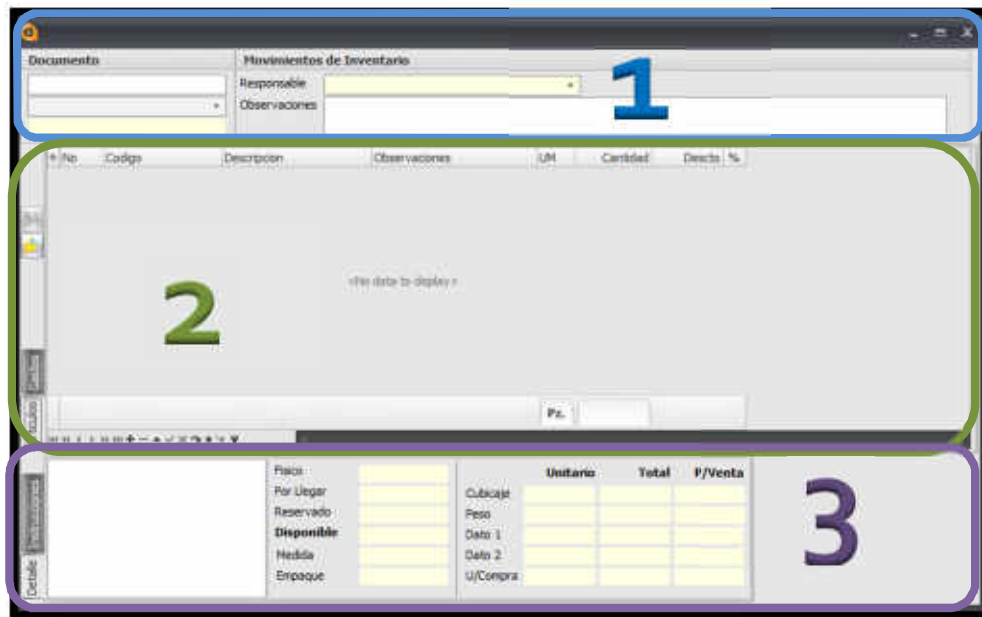 Documento Movimientos de Inventario
Responsable
Observaciones
1
No Codigo Descripcion Observaciones UM Cantidad Descto %
<No data to display>
2
Pz.
Fisico Unitario Total P/Venta
Por Llegar Cubicaje
Reservado Peso
Disponible Dato 1
Medida Dato 2
Empaque U/Compra
3
Detalle